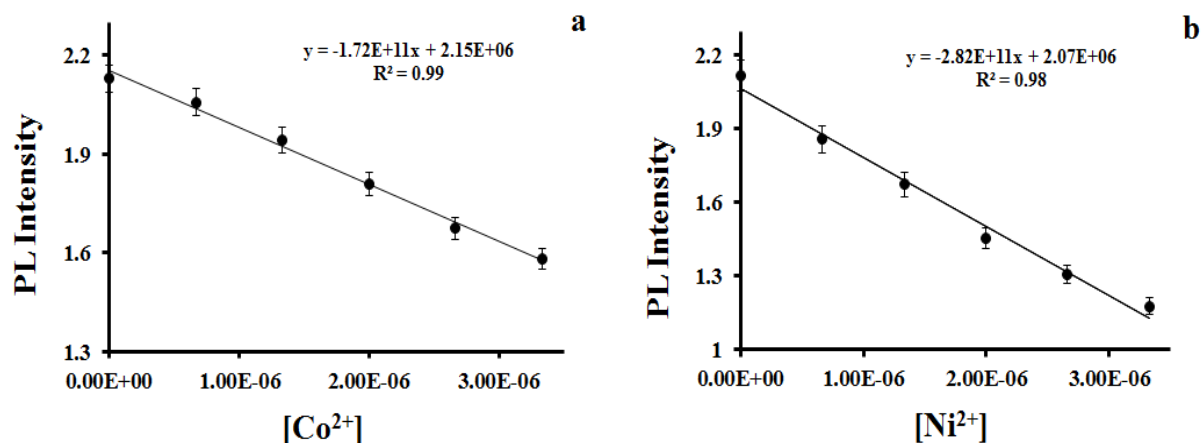 a
y = -1.72E+11x + 2.15E+06
R² = 0.99
PL Intensity
2.2
1.9
1.6
1.3
0.00E+00 1.00E-06 2.00E-06 3.00E-06
[Co²⁺]
b
y = -2.82E+11x + 2.07E+06
R² = 0.98
PL Intensity
2.2
1.9
1.6
1.3
1
0.00E+00 1.00E-06 2.00E-06 3.00E-06
[Ni²⁺]